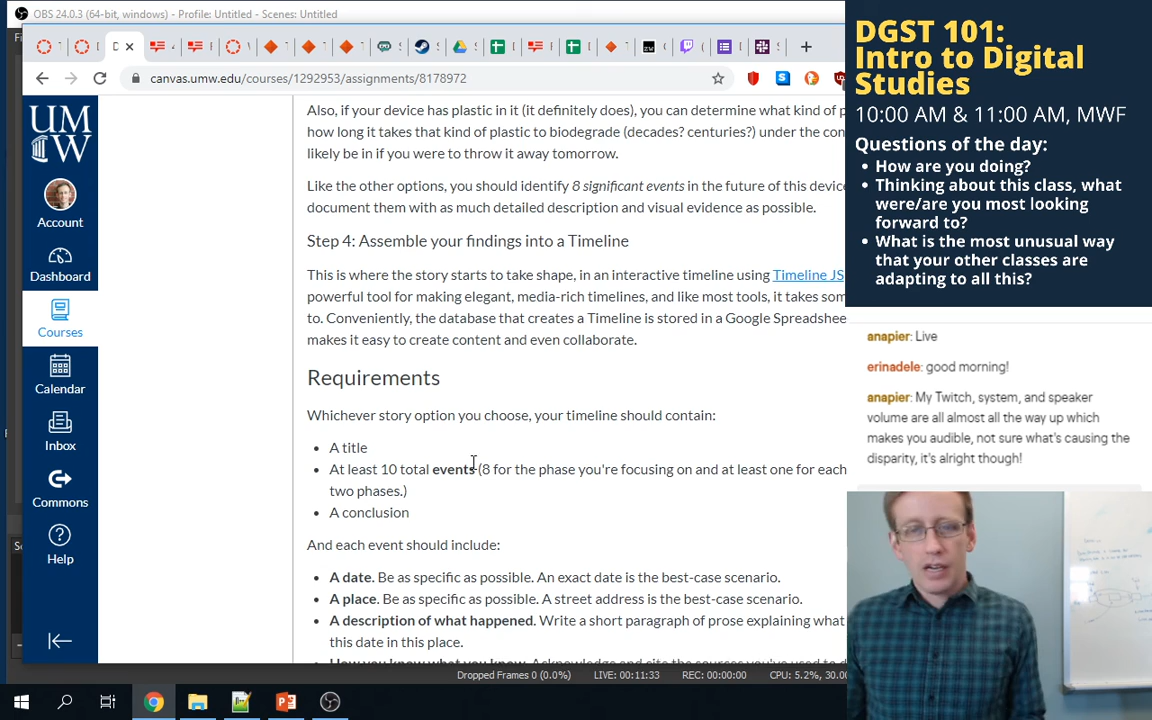 OBS 24.0.3 (64-bit, windows) - Profile: Untitled - Scenes: Untitled
canvas.umw.edu/courses/1292953/assignments/8178972
UM
W
Account
Dashboard
Courses
Calendar
Inbox
Commons
Help
Also, if your device has plastic in it (it definitely does), you can determine what kind of p
how long it takes that kind of plastic to biodegrade (decades? centuries?) under the con
likely be in if you were to throw it away tomorrow.
Like the other options, you should identify 8 significant events in the future of this device
document them with as much detailed description and visual evidence as possible.
Step 4: Assemble your findings into a Timeline
This is where the story starts to take shape, in an interactive timeline using Timeline JS
powerful tool for making elegant, media-rich timelines, and like most tools, it takes som
to. Conveniently, the database that creates a Timeline is stored in a Google Spreadshee
makes it easy to create content and even collaborate.
Requirements
Whichever story option you choose, your timeline should contain:
• A title
• At least 10 total events (8 for the phase you're focusing on and at least one for each
two phases.)
• A conclusion
And each event should include:
• A date. Be as specific as possible. An exact date is the best-case scenario.
• A place. Be as specific as possible. A street address is the best-case scenario.
• A description of what happened. Write a short paragraph of prose explaining what
this date in this place.
• How you know what you know. Acknowledge and cite the sources you've used to d
Dropped Frames 0 (0.0%) LIVE: 00:11:33 REC: 00:00:00 CPU: 5.2%, 30.00
DGST 101:
Intro to Digital
Studies
10:00 AM & 11:00 AM, MWF
Questions of the day:
• How are you doing?
• Thinking about this class, what
were/are you most looking
forward to?
• What is the most unusual way
that your other classes are
adapting to all this?
anapier: Live
erinadele: good morning!
anapier: My Twitch, system, and speaker
volume are all almost all the way up which
makes you audible, not sure what's causing the
disparity, it's alright though!